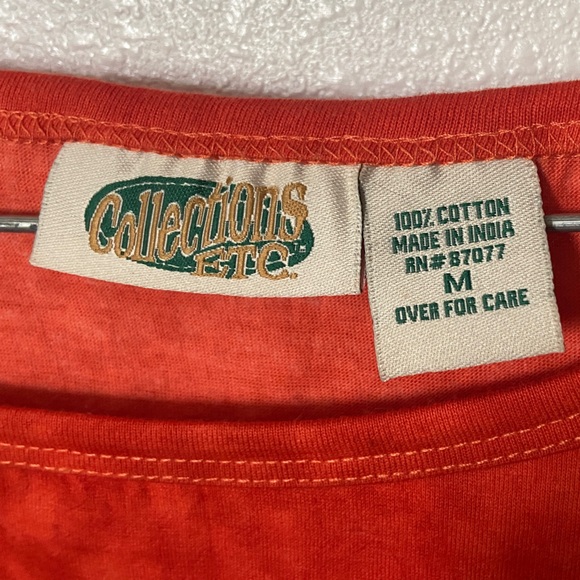 Collections
ETC.
100% COTTON
MADE IN INDIA
RN# 87077
M
OVER FOR CARE